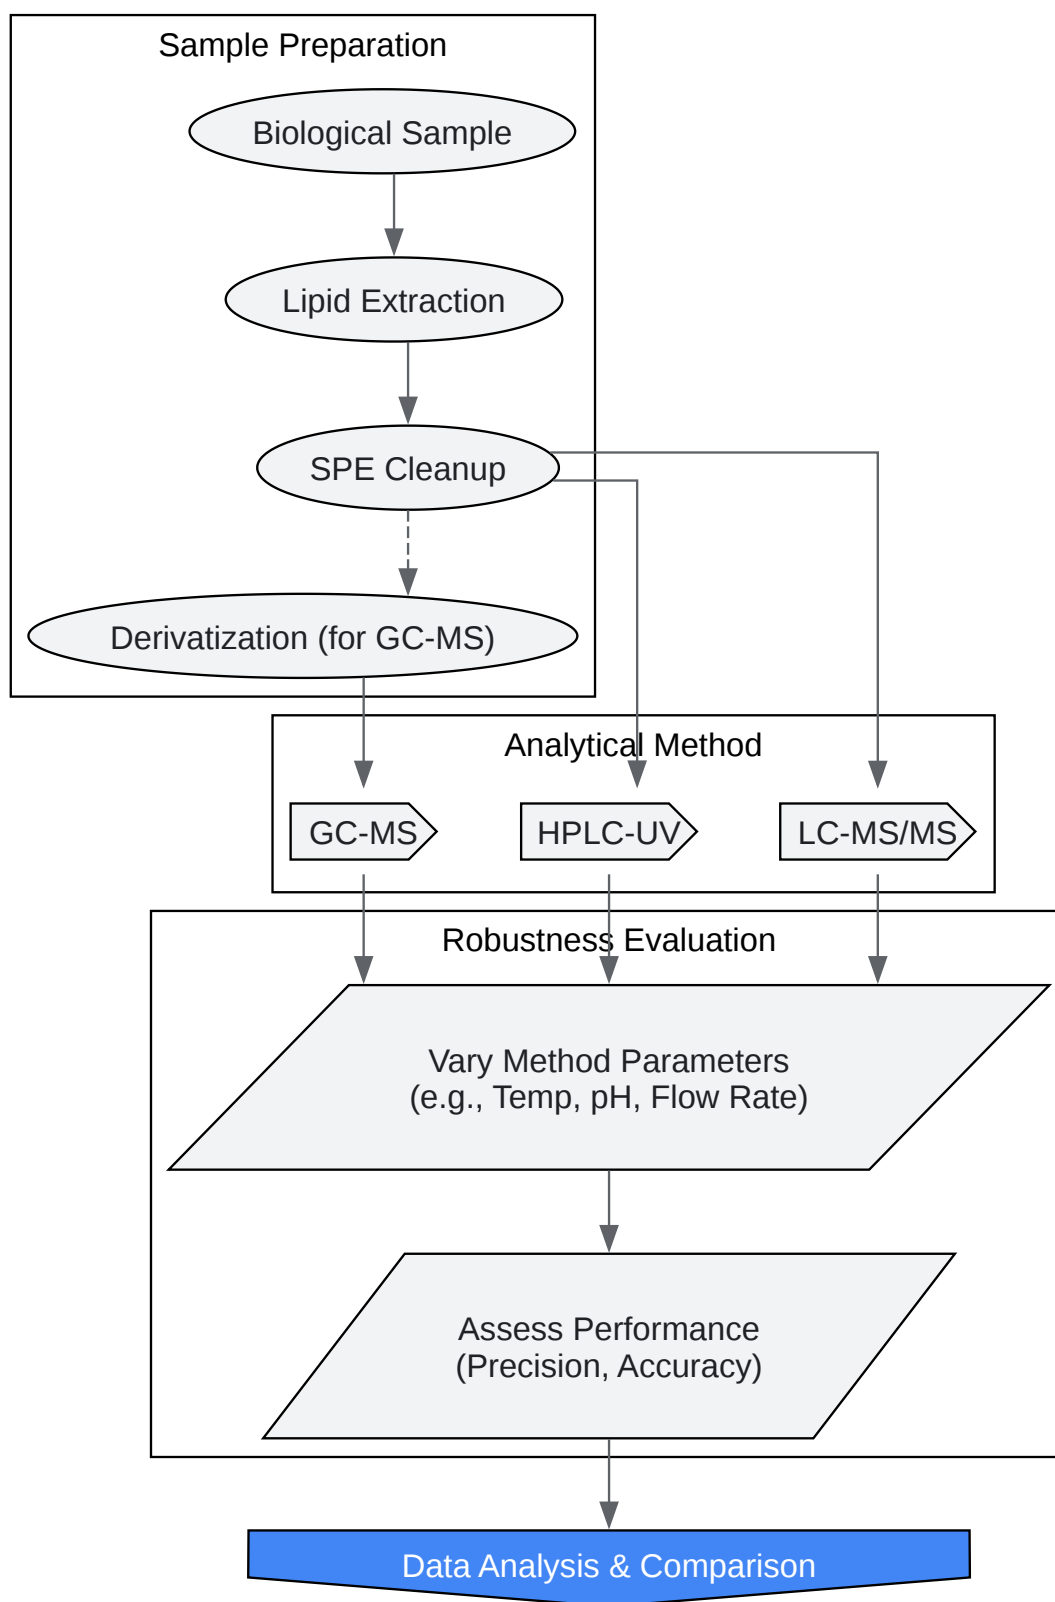 Sample Preparation
Biological Sample
Lipid Extraction
SPE Cleanup
Derivatization (for GC-MS)
Analytical Method
GC-MS
HPLC-UV
LC-MS/MS
Robustness Evaluation
Vary Method Parameters
(e.g., Temp, pH, Flow Rate)
Assess Performance
(Precision, Accuracy)
Data Analysis & Comparison